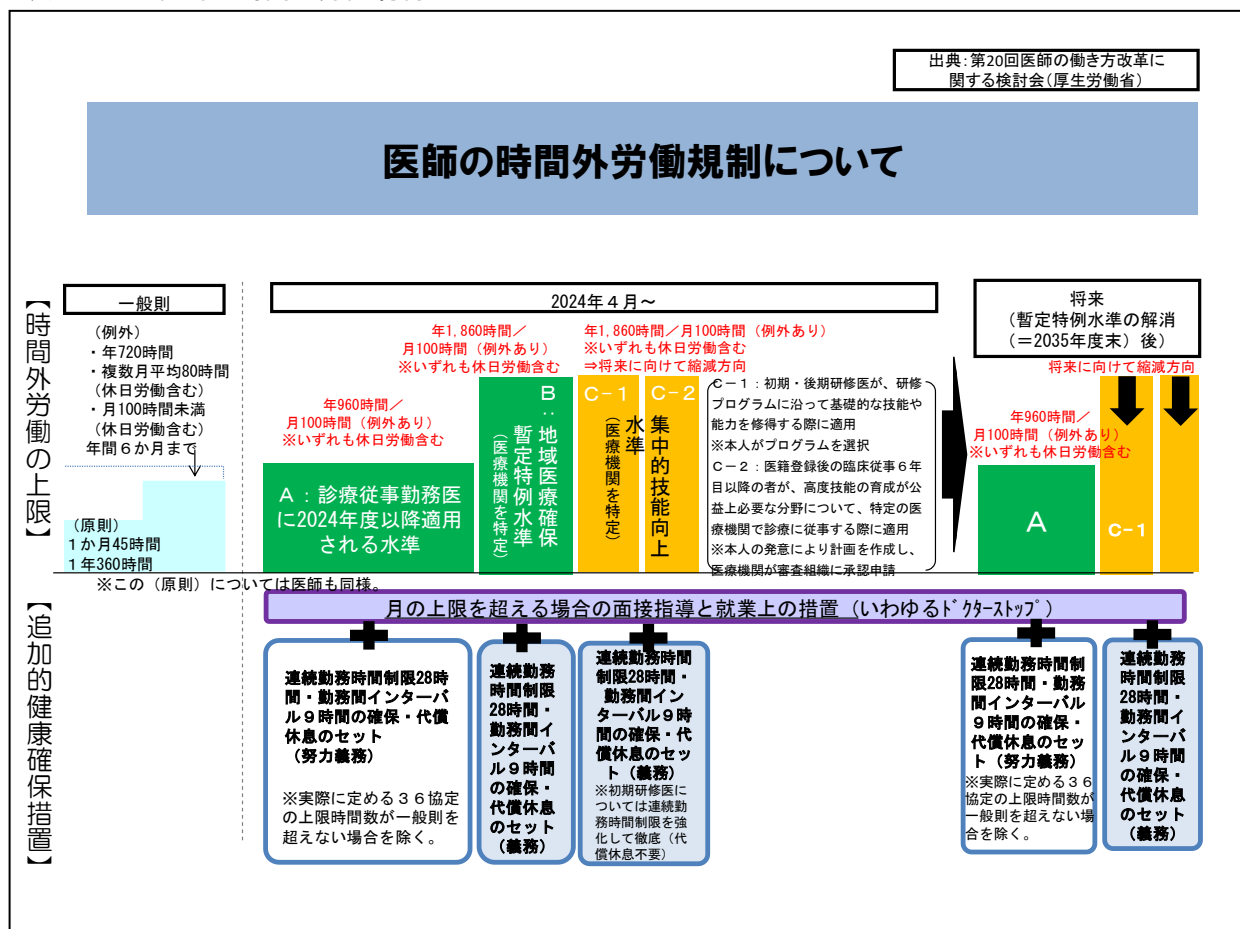 出典：第20回医師の働き方改革に
関する検討会（厚生労働省）
医師の時間外労働規制について
【時間外労働の上限】
一般則
（例外）
・年720時間
・複数月平均80時間
（休日労働含む）
・月100時間未満
（休日労働含む）
年間６か月まで
（原則）
１か月45時間
１年360時間
※この（原則）については医師も同様。
2024年４月～
年960時間／
月100時間（例外あり）
※いずれも休日労働含む
Ａ：診療従事勤務医
に2024年度以降適用
される水準
年1,860時間／
月100時間（例外あり）
※いずれも休日労働含む
Ｂ：地域医療確保
暫定特例水準
（医療機関を特定）
年1,860時間／月100時間（例外あり）
※いずれも休日労働含む
⇒将来に向けて縮減方向
Ｃ－１
Ｃ－２
集中的技能向上
水準
（医療機関を特定）
Ｃ－１：初期・後期研修医が、研修
プログラムに沿って基礎的な技能や
能力を修得する際に適用
※本人がプログラムを選択
Ｃ－２：医籍登録後の臨床従事６年
目以降の者が、高度技能の育成が公
益上必要な分野について、特定の医
療機関で診療に従事する際に適用
※本人の発意により計画を作成し、
医療機関が審査組織に承認申請
将来
（暫定特例水準の解消
（＝2035年度末）後）
将来に向けて縮減方向
年960時間／
月100時間（例外あり）
※いずれも休日労働含む
Ａ
Ｃ－１
【追加的健康確保措置】
月の上限を超える場合の面接指導と就業上の措置（いわゆるﾄﾞｸﾀｰｽﾄｯﾌﾟ）
連続勤務時間制限28時
間・勤務間インターバ
ル９時間の確保・代償
休息のセット
（努力義務）
※実際に定める３６協定
の上限時間数が一般則を
超えない場合を除く。
連続勤務
時間制限
28時間・
勤務間イ
ンターバ
ル９時間
の確保・
代償休息
のセット
（義務）
連続勤務時間
制限28時間・
勤務間イン
ターバル９時
間の確保・代
償休息のセッ
ト（義務）
※初期研修医に
ついては連続勤
務時間制限を強
化して徹底（代
償休息不要）
連続勤務時間制
限28時間・勤務
間インターバル
９時間の確保・
代償休息のセッ
ト（努力義務）
※実際に定める３６
協定の上限時間数が
一般則を超えない場
合を除く。
連続勤務
時間制限
28時間・
勤務間イ
ンターバ
ル９時間
の確保・
代償休息
のセット
（義務）